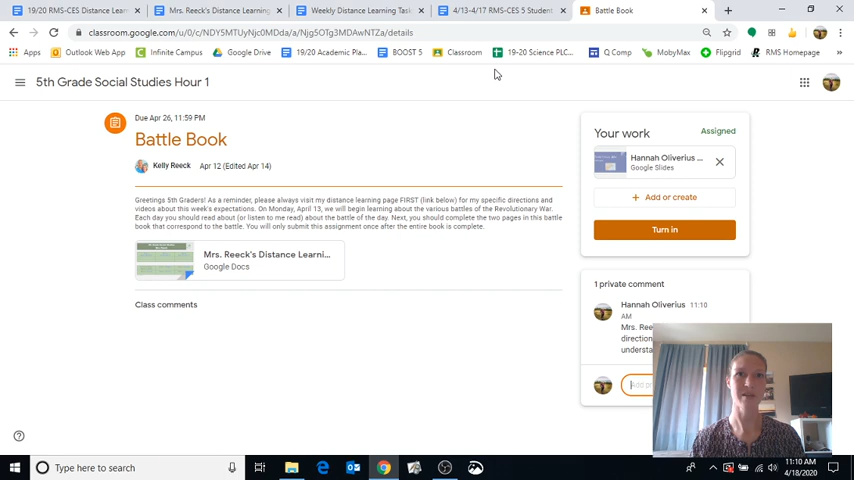 19/20 RMS-CES Distance Lear
Mrs. Reeck's Distance Learning
Weekly Distance Learning Task
4/13-4/17 RMS-CES 5 Student
Battle Book
classroom.google.com/u/0/c/NDY5MTUyNjc0MDda/a/Njg5OTg3MDAwNTZa/details
Apps
Outlook Web App
Infinite Campus
Google Drive
19/20 Academic Pla...
BOOST 5
Classroom
19-20 Science PLC...
Q Comp
MobyMax
Flipgrid
RMS Homepage
5th Grade Social Studies Hour 1
Due Apr 26, 11:59 PM
Battle Book
Kelly Reeck Apr 12 (Edited Apr 14)
Greetings 5th Graders! As a reminder, please always visit my distance learning page FIRST (link below) for my specific directions and
videos about this week's expectations. On Monday, April 13, we will begin learning about the various battles of the Revolutionary War.
Each day you should read about (or listen to me read) about the battle of the day. Next, you should complete the two pages in this battle
book that correspond to the battle. You will only submit this assignment once after the entire book is complete.
Mrs. Reeck's Distance Learni...
Google Docs
Class comments
Your work
Assigned
Hannah Oliverius ...
Google Slides
+ Add or create
Turn in
1 private comment
Hannah Oliverius 11:10
AM
Mrs. Ree
direction
understa
Add pr
Type here to search
11:10 AM
4/18/2020